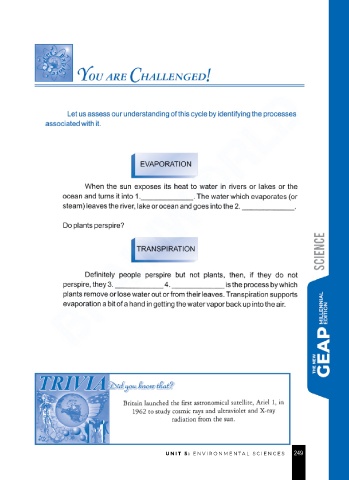 YOU ARE CHALLENGED!
Let us assess our understanding of this cycle by identifying the processes
associated with it.
EVAPORATION
When the sun exposes its heat to water in rivers or lakes or the
ocean and turns it into 1._____________. The water which evaporates (or
steam) leaves the river, lake or ocean and goes into the 2. _____________.
Do plants perspire?
TRANSPIRATION
Definitely people perspire but not plants, then, if they do not
perspire, they 3. ____________ 4. _____________ is the process by which
plants remove or lose water out or from their leaves. Transpiration supports
evaporation a bit of a hand in getting the water vapor back up into the air.
SCIENCE
THE NEW
GEAP MILLENNIAL
EDITION
TRIVIA Did you know that?
Britain launched the first astronomical satellite, Ariel 1, in
1962 to study cosmic rays and ultraviolet and X-ray
radiation from the sun.
UNIT 5: ENVIRONMENTAL SCIENCES 249